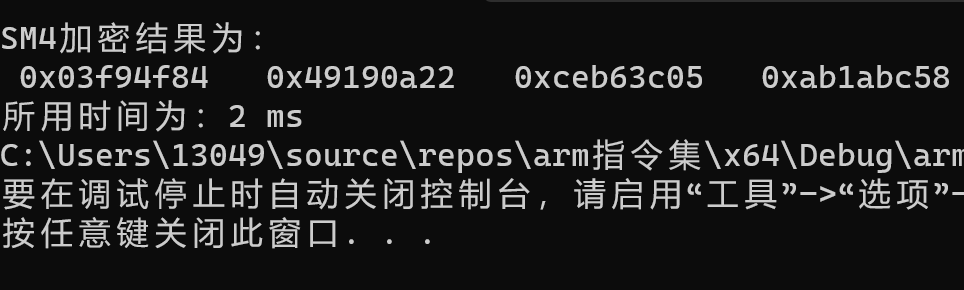 SM4加密结果为:
0x03f94f84 0x49190a22 0xceb63c05 0xab1abc58
所用时间为: 2 ms
C:\Users\13049\source\repos\arm指令集\x64\Debug\arm
要在调试停止时自动关闭控制台, 请启用“工具”->“选项”-
按任意键关闭此窗口. . .